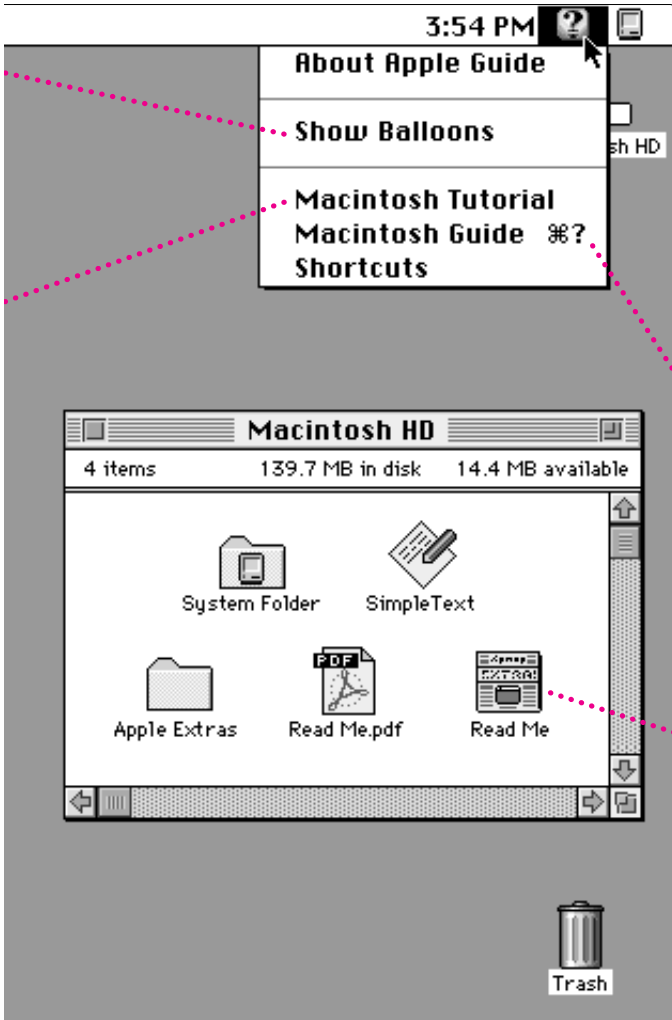 3:54 PM
About Apple Guide
Show Balloons
sh HD
Macintosh Tutorial
Macintosh Guide ⌘?
Shortcuts
Macintosh HD
4 items 139.7 MB in disk 14.4 MB available
System Folder SimpleText
PDF
EXTRA!
Apple Extras Read Me.pdf Read Me
Trash